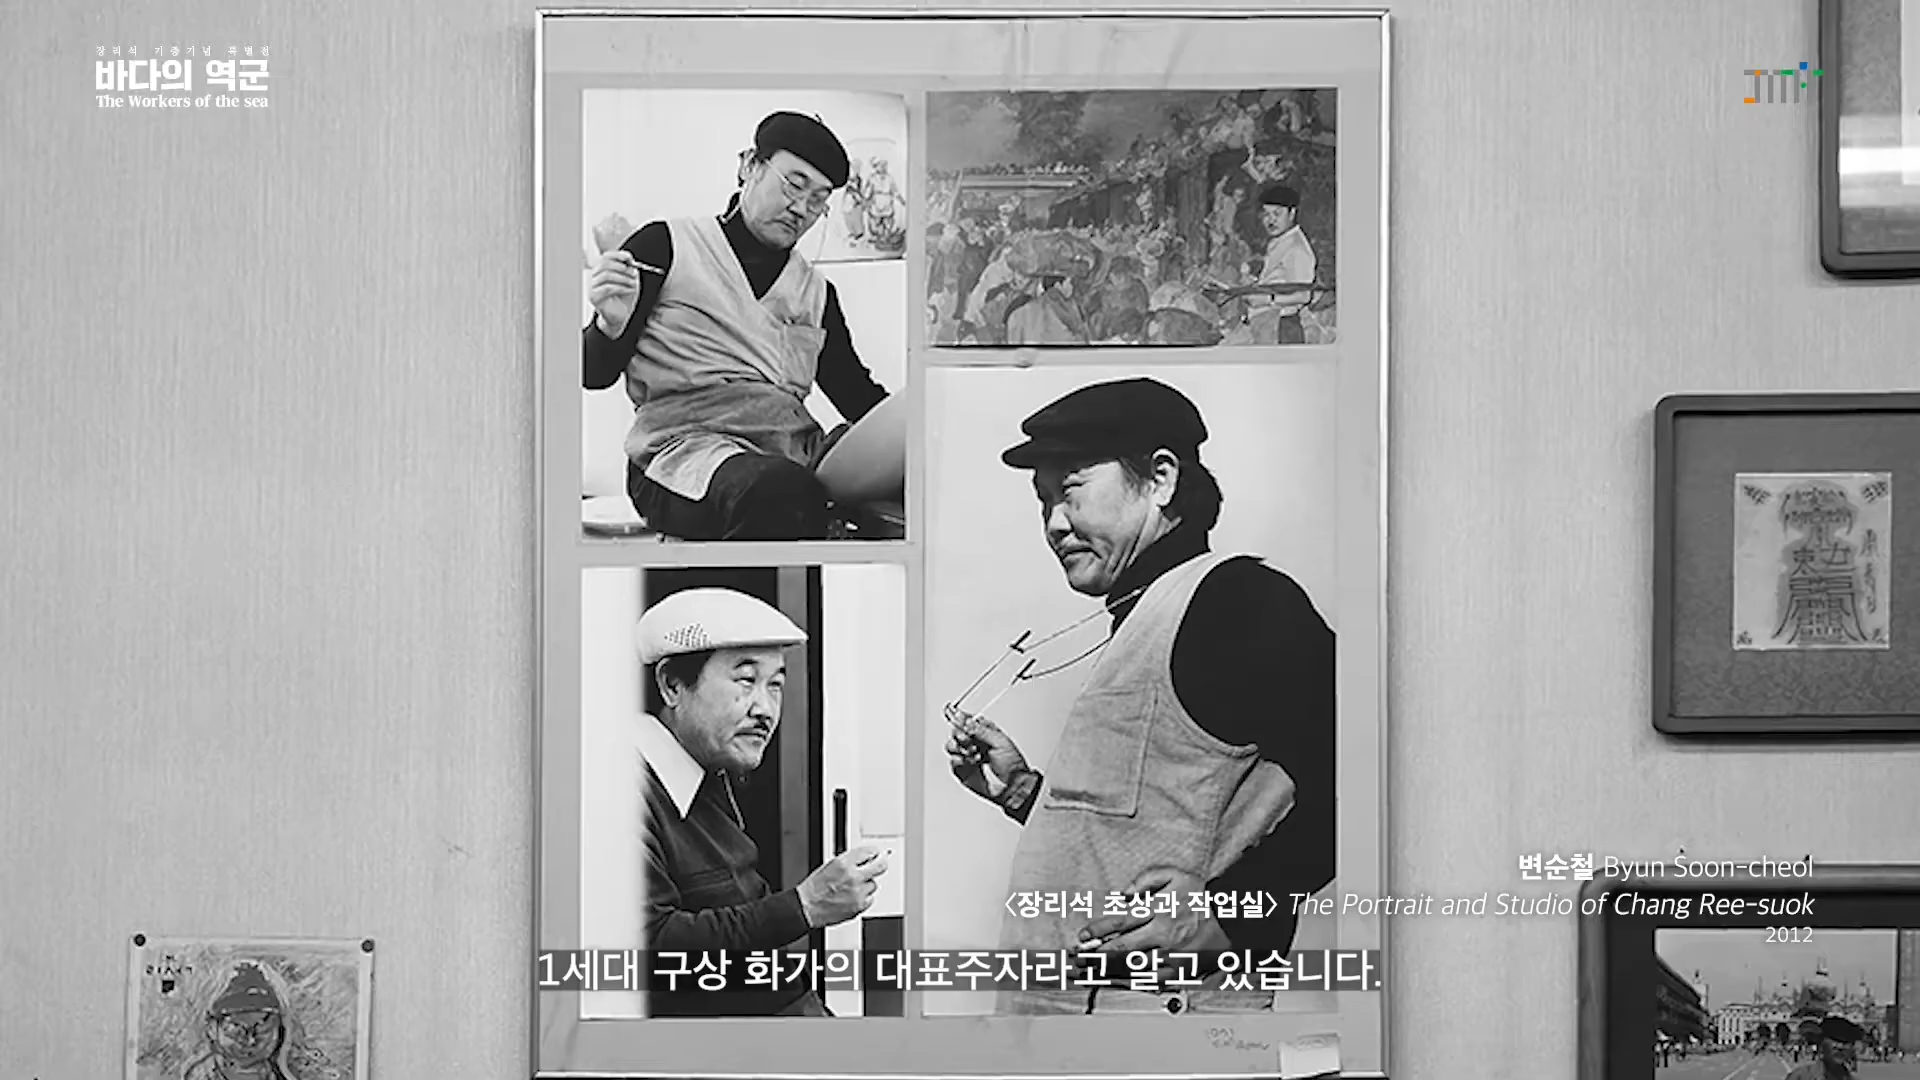 장리석 기증기념 특별전
바다의 역군
The Workers of the sea
변순철 Byun Soon-cheol
<장리석 초상과 작업실> The Portrait and Studio of Chang Ree-suok
2012
1세대 구상 화가의 대표주자라고 알고 있습니다.